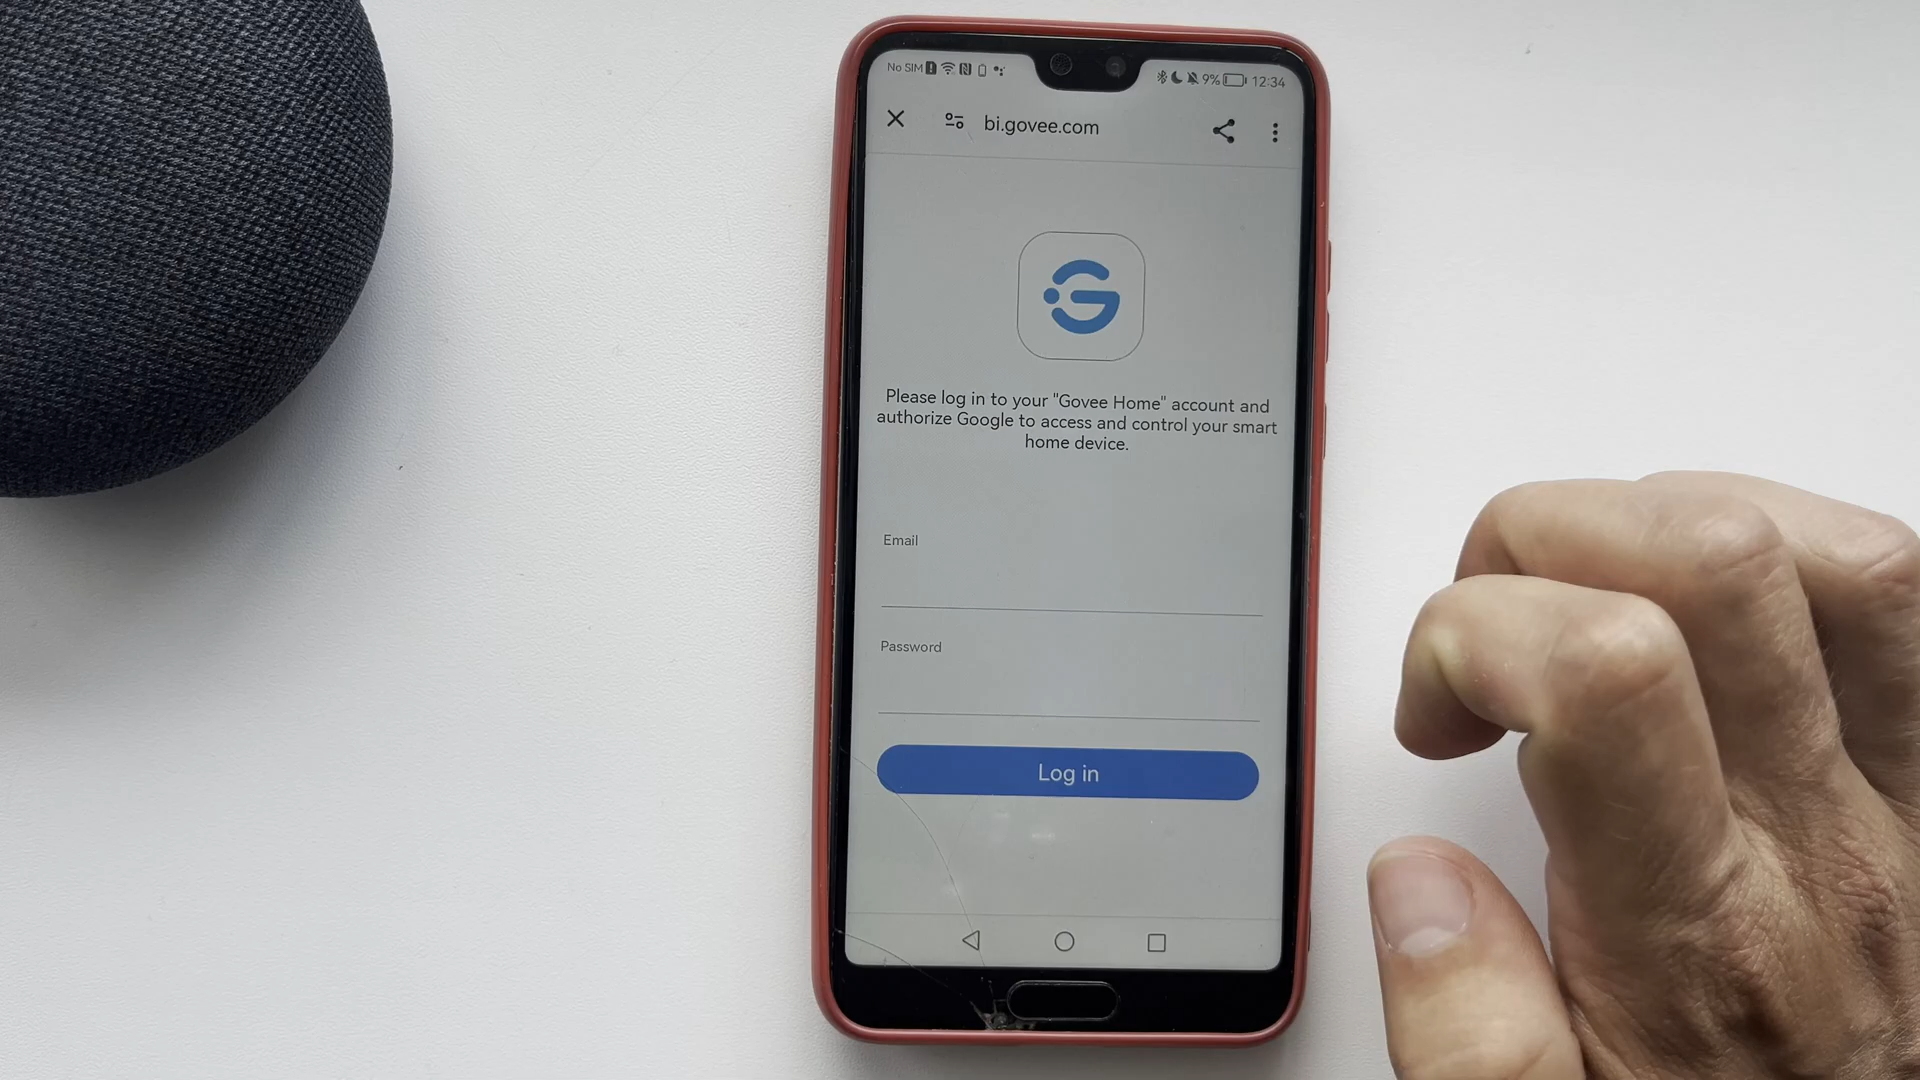 No SIM 9% 12:34
bi.govee.com
Please log in to your "Govee Home" account and
authorize Google to access and control your smart
home device.
Email
Password
Log in